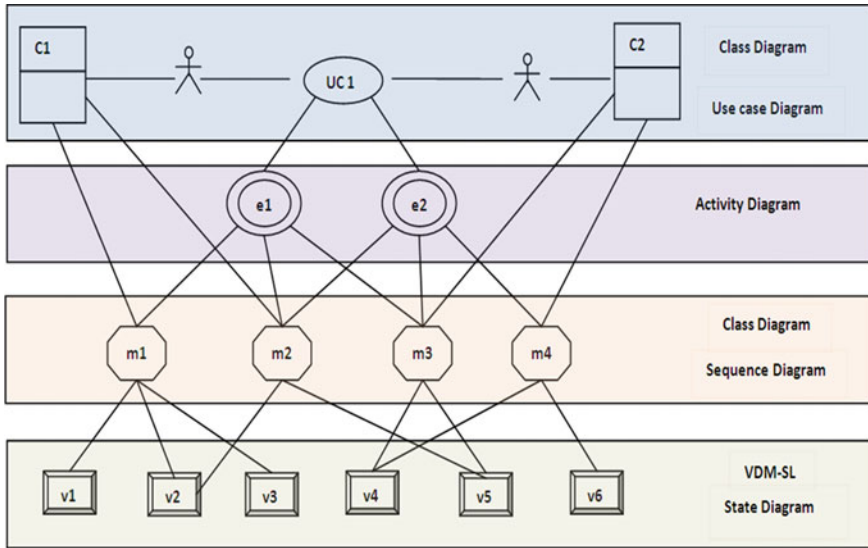 C1
UC 1
C2
Class Diagram
Use case Diagram
e1
e2
Activity Diagram
Class Diagram
m1
m2
m3
m4
Sequence Diagram
VDM-SL
v1
v2
v3
v4
v5
v6
State Diagram